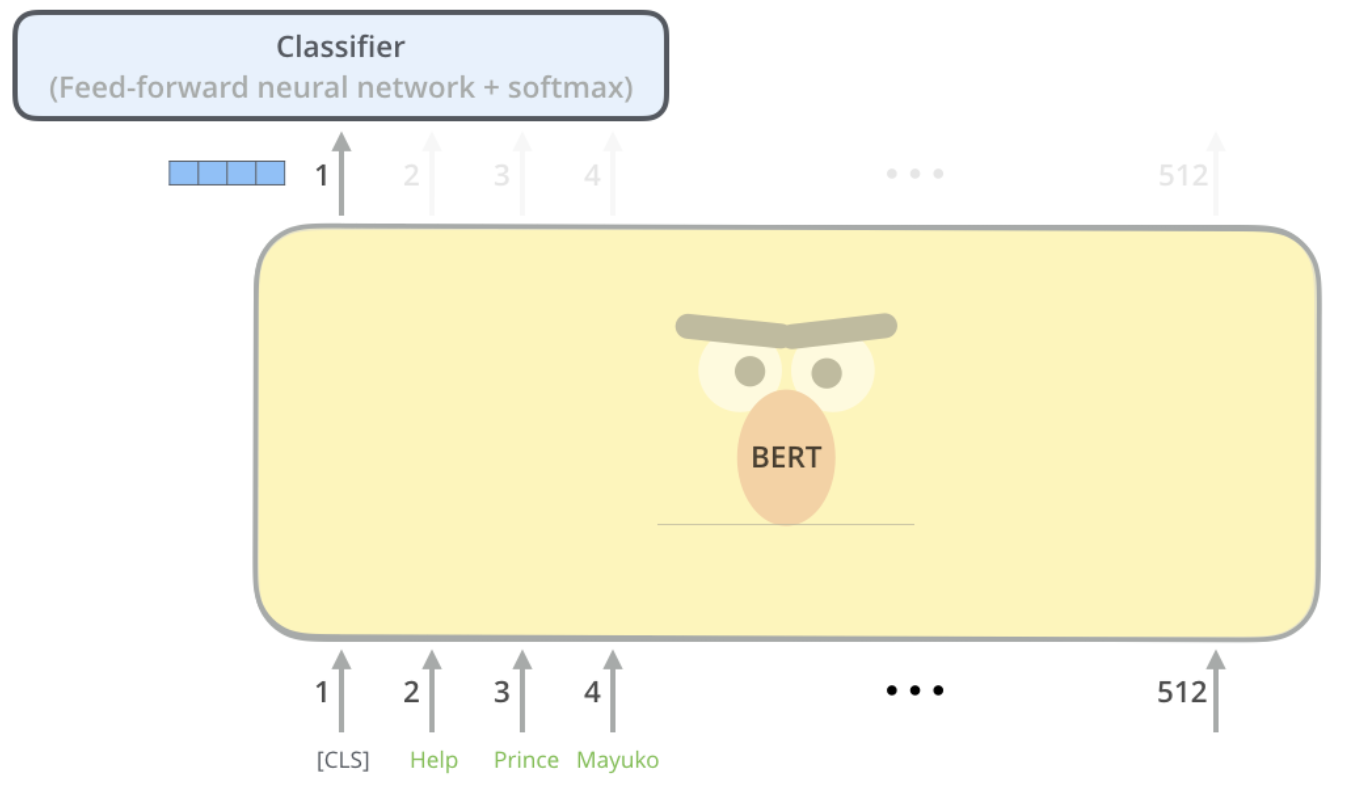 Classifier
(Feed-forward neural network + softmax)
1 2 3 4 • • • 512
BERT
1 2 3 4 • • • 512
[CLS] Help Prince Mayuko